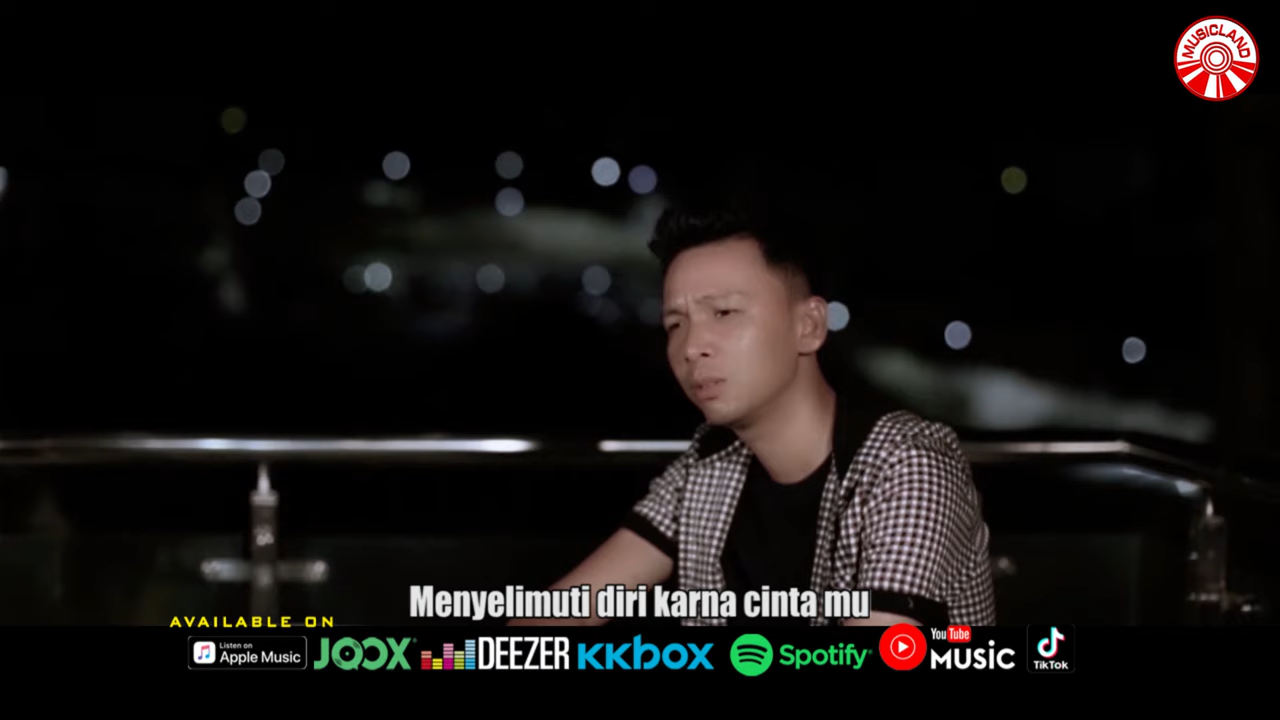 MUSICLAND
Menyelimuti diri karna cinta mu
AVAILABLE ON
Listen on
Apple Music
JOOX
DEEZER
KKBOX
Spotify
YouTube
MUSIC
TikTok